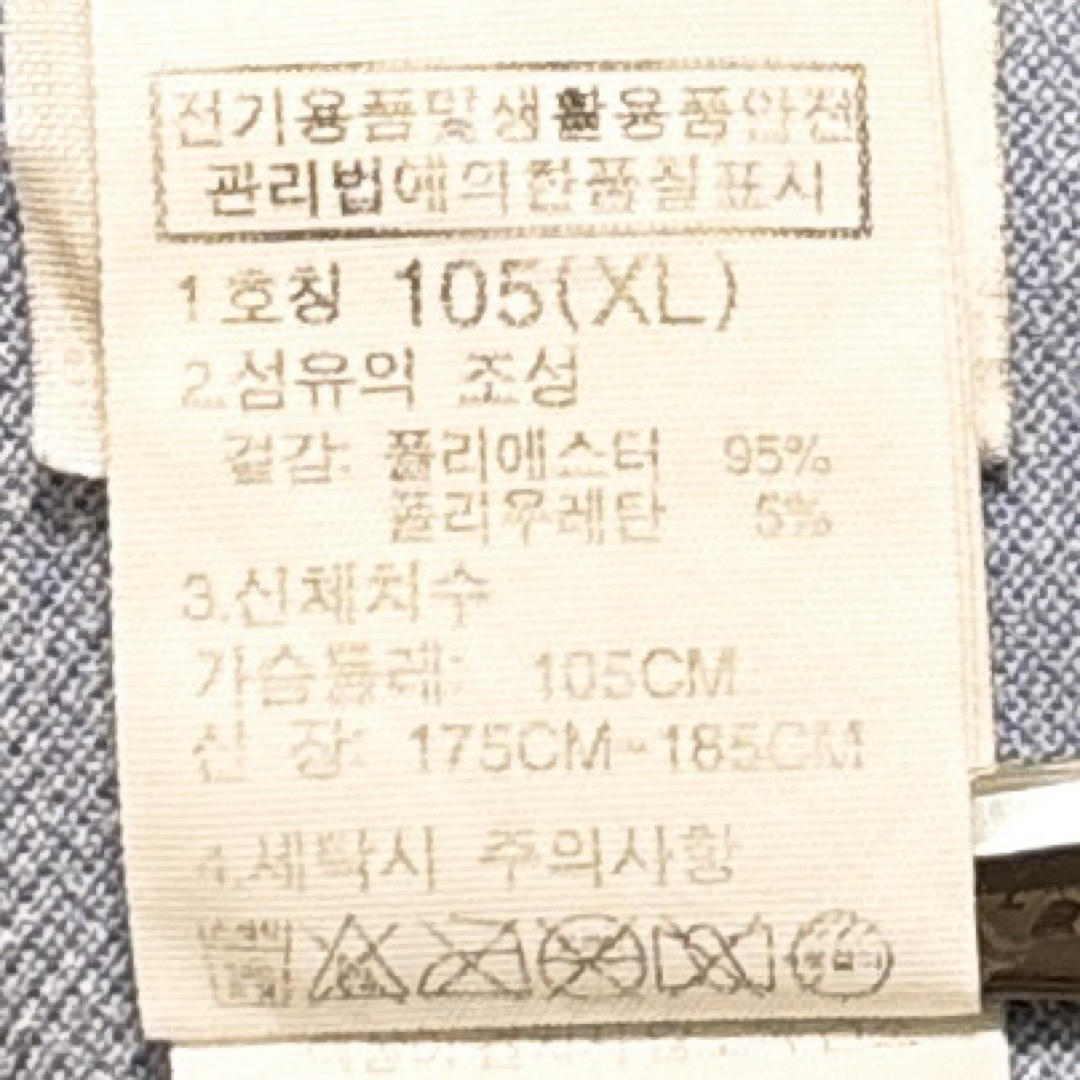 전기용품및생활용품안전
관리법에의한품질표시
1.호칭 105(XL)
2.섬유의 조성
겉감: 폴리에스터 95%
폴리우레탄 5%
3.신체치수
가슴둘레: 105CM
신 장: 175CM~185CM
4.세탁시 주의사항